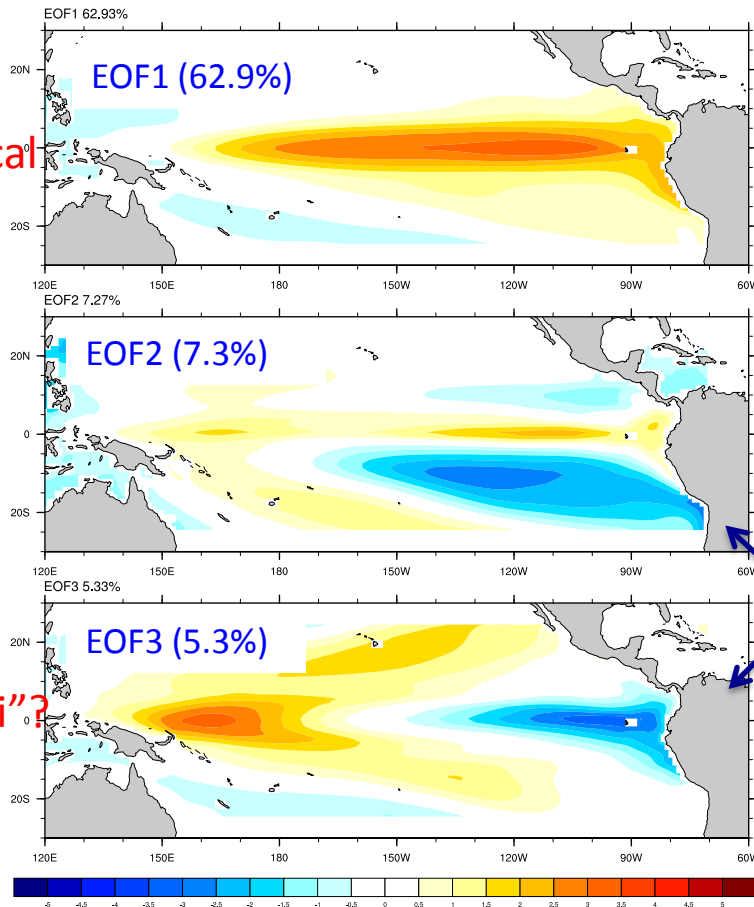 EOF1 62.93%
EOF1 (62.9%)
20N
0
20S
cal
120E 150E 180 150W 120W 90W 60W
EOF2 7.27%
EOF2 (7.3%)
20N
0
20S
120E 150E 180 150W 120W 90W 60W
EOF3 5.33%
EOF3 (5.3%)
20N
0
20S
i”?
120E 150E 180 150W 120W 90W 60W
-5 -4.5 -4 -3.5 -3 -2.5 -2 -1.5 -1 -0.5 0 0.5 1 1.5 2 2.5 3 3.5 4 4.5 5